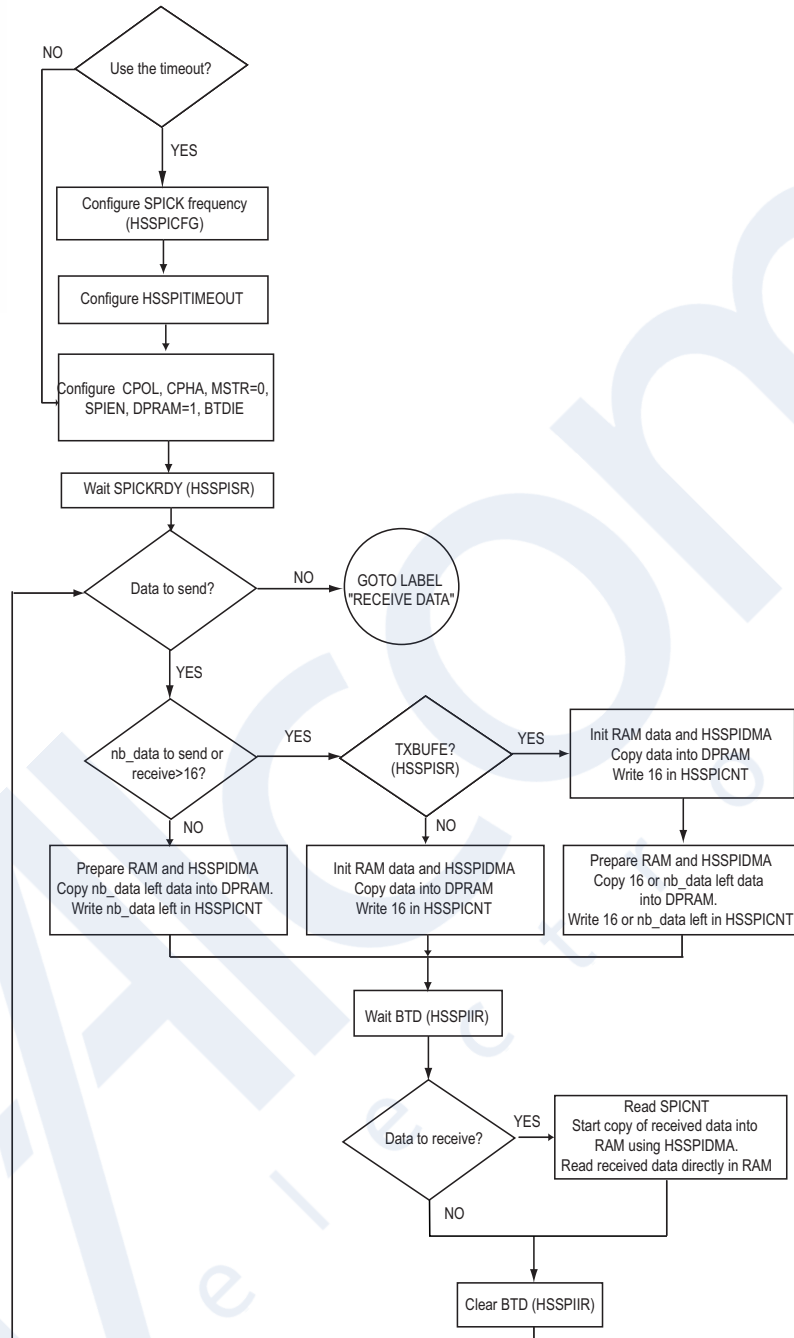 Use the timeout?
NO
YES
Configure SPICK frequency
(HSSPICFG)
Configure HSSPITIMEOUT
Configure CPOL, CPHA, MSTR=0,
SPIEN, DPRAM=1, BTDIE
Wait SPICKRDY (HSSPISR)
Data to send?
NO
GOTO LABEL
"RECEIVE DATA"
YES
nb_data to send or
receive>16?
YES
TXBUFE?
(HSSPISR)
YES
Init RAM data and HSSPIDMA
Copy data into DPRAM
Write 16 in HSSPICNT
NO
NO
Prepare RAM and HSSPIDMA
Copy nb_data left data into DPRAM.
Write nb_data left in HSSPICNT
Init RAM data and HSSPIDMA
Copy data into DPRAM
Write 16 in HSSPICNT
Prepare RAM and HSSPIDMA
Copy 16 or nb_data left data
into DPRAM.
Write 16 or nb_data left in HSSPICNT
Wait BTD (HSSPIIR)
Data to receive?
YES
Read SPICNT
Start copy of received data into
RAM using HSSPIDMA.
Read received data directly in RAM
NO
Clear BTD (HSSPIIR)
Alcom
electro